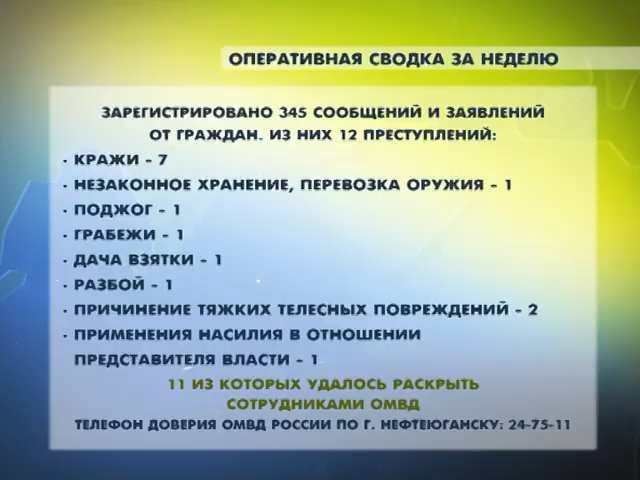 ОПЕРАТИВНАЯ СВОДКА ЗА НЕДЕЛЮ
ЗАРЕГИСТРИРОВАНО 345 СООБЩЕНИЙ И ЗАЯВЛЕНИЙ
ОТ ГРАЖДАН. ИЗ НИХ 12 ПРЕСТУПЛЕНИЙ:
· КРАЖИ – 7
· НЕЗАКОННОЕ ХРАНЕНИЕ, ПЕРЕВОЗКА ОРУЖИЯ – 1
· ПОДЖОГ – 1
· ГРАБЕЖИ – 1
· ДАЧА ВЗЯТКИ – 1
· РАЗБОЙ – 1
· ПРИЧИНЕНИЕ ТЯЖКИХ ТЕЛЕСНЫХ ПОВРЕЖДЕНИЙ – 2
· ПРИМЕНЕНИЯ НАСИЛИЯ В ОТНОШЕНИИ
ПРЕДСТАВИТЕЛЯ ВЛАСТИ – 1
11 ИЗ КОТОРЫХ УДАЛОСЬ РАСКРЫТЬ
СОТРУДНИКАМИ ОМВД
ТЕЛЕФОН ДОВЕРИЯ ОМВД РОССИИ ПО Г. НЕФТЕЮГАНСКУ: 24-75-11